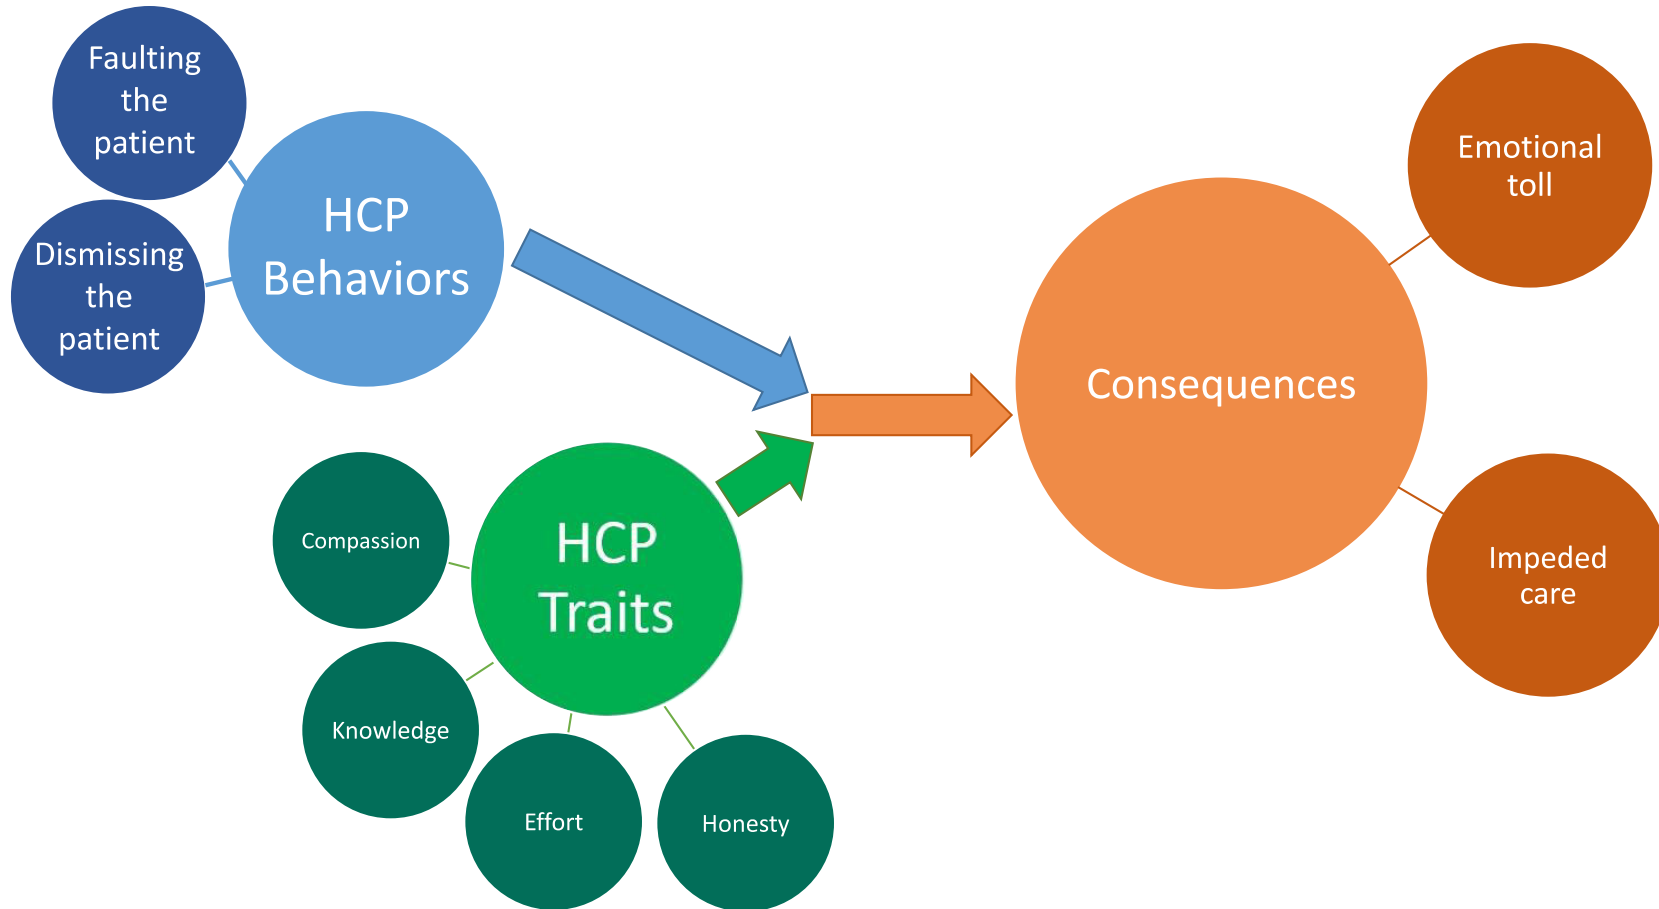 Faulting
the
patient
Dismissing
the
patient
HCP
Behaviors
Compassion
Knowledge
Effort
Honesty
HCP
Traits
Consequences
Emotional
toll
Impeded
care